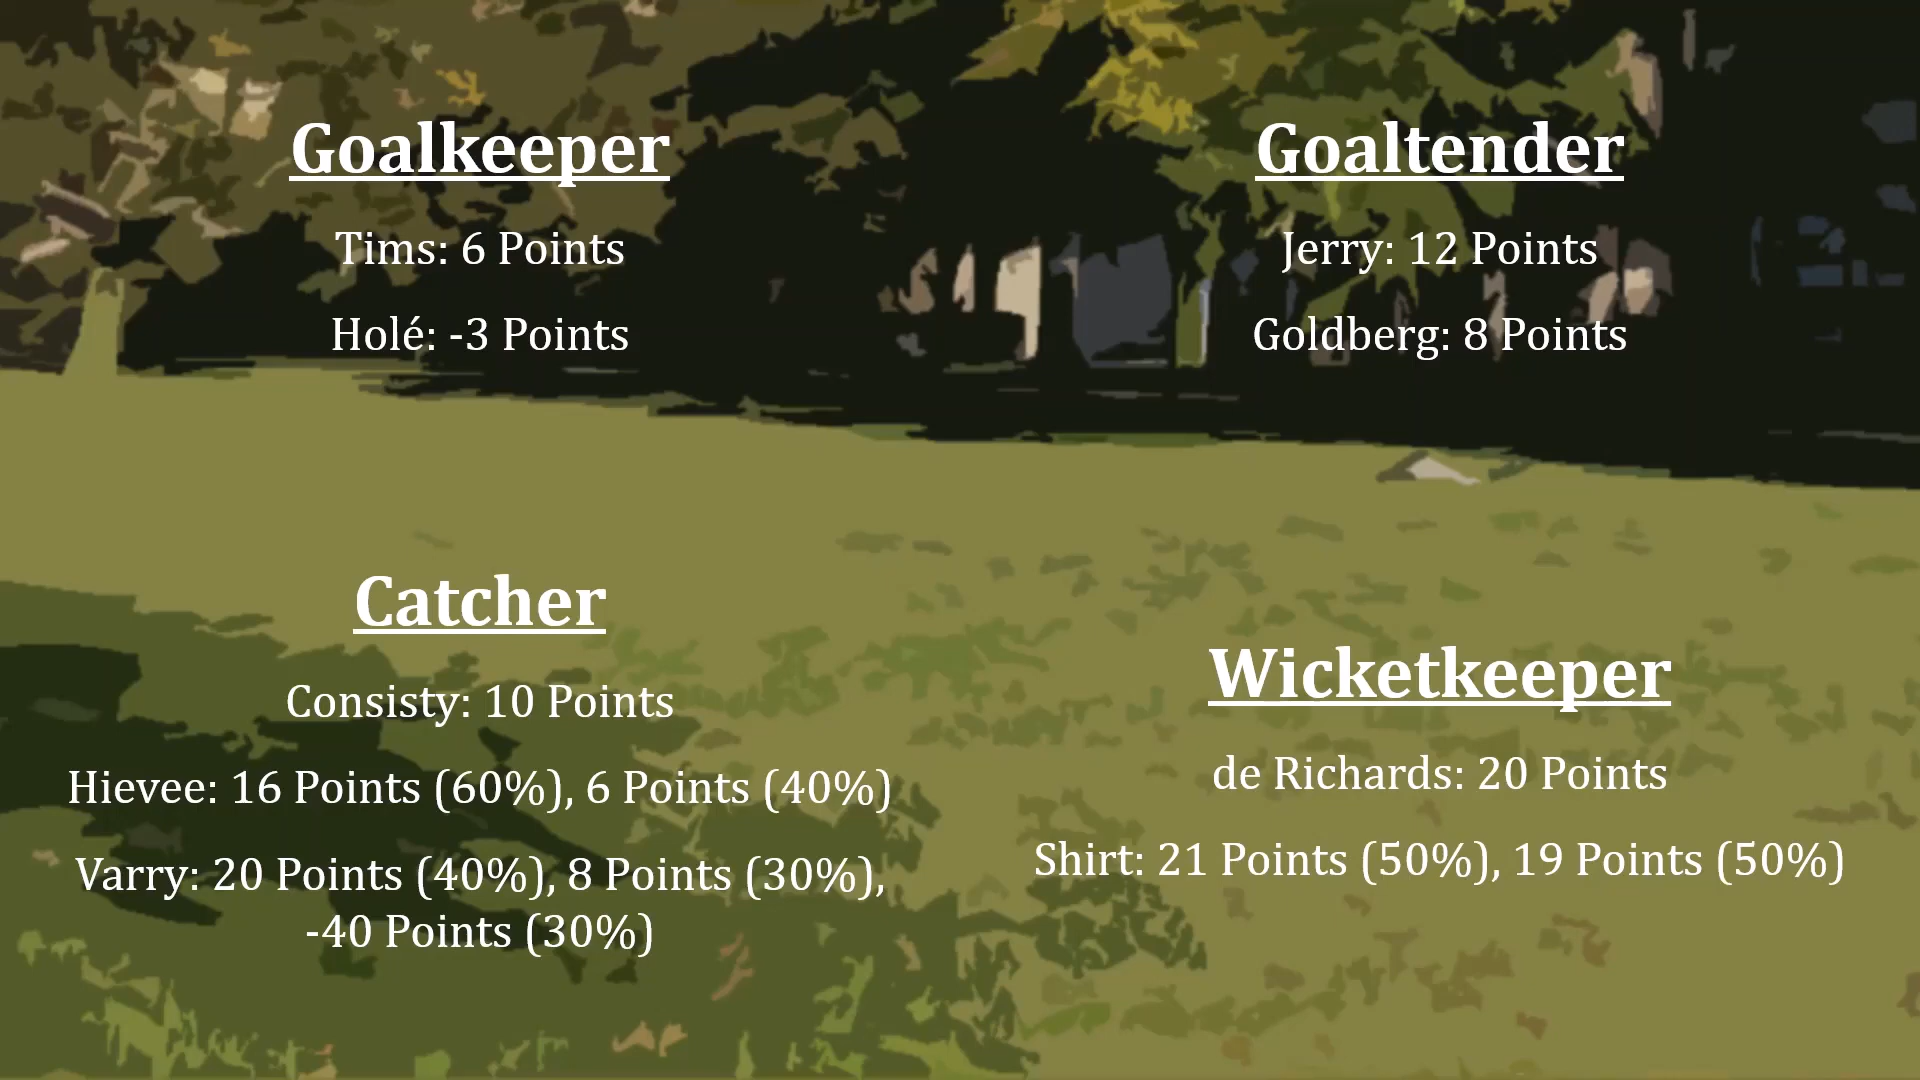 Goalkeeper
Tims: 6 Points
Holé: -3 Points
Goaltender
Jerry: 12 Points
Goldberg: 8 Points
Catcher
Consisty: 10 Points
Hievee: 16 Points (60%), 6 Points (40%)
Varry: 20 Points (40%), 8 Points (30%),
-40 Points (30%)
Wicketkeeper
de Richards: 20 Points
Shirt: 21 Points (50%), 19 Points (50%)